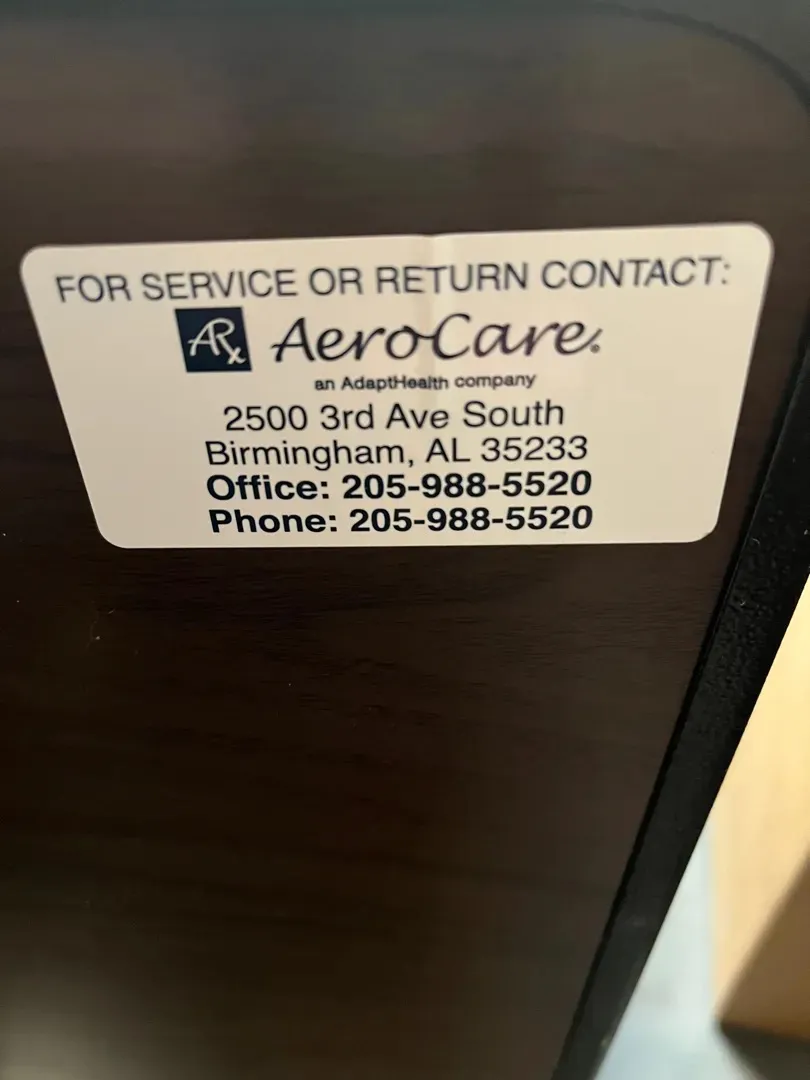 FOR SERVICE OR RETURN CONTACT:
ARx AeroCare.
an AdaptHealth company
2500 3rd Ave South
Birmingham, AL 35233
Office: 205-988-5520
Phone: 205-988-5520